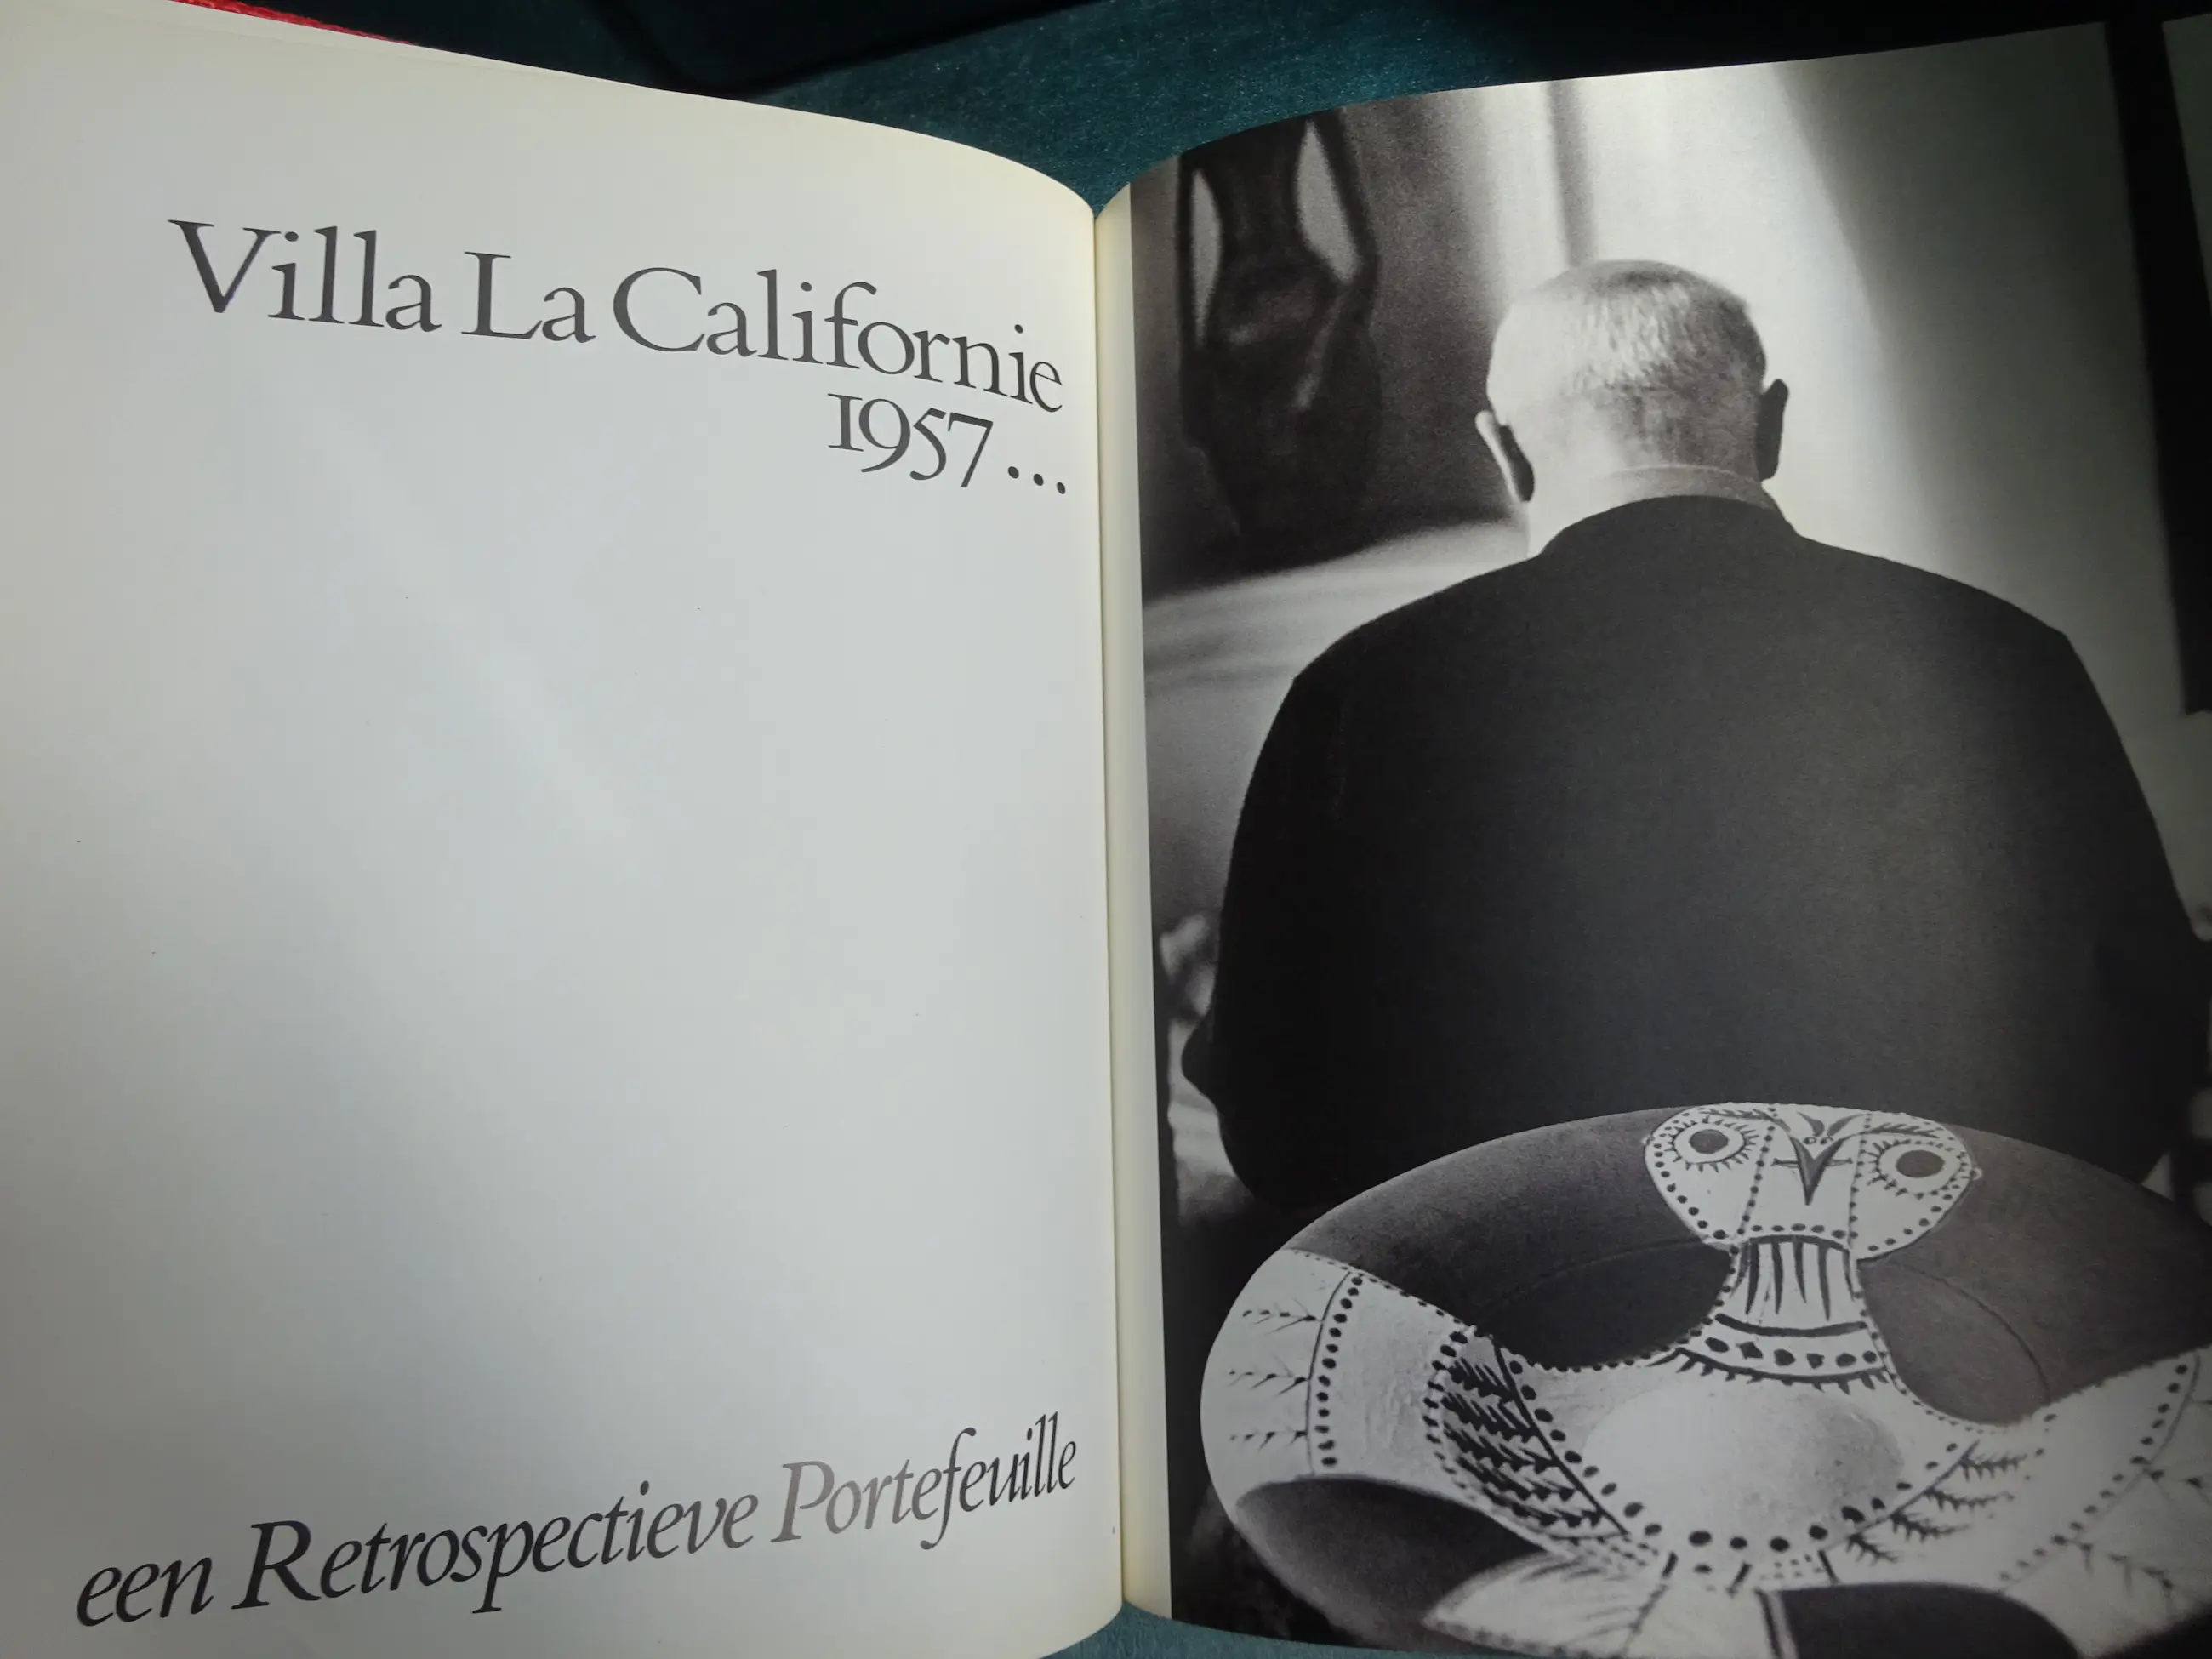 Villa La Californie
1957...
een Retrospectieve Portefeuille